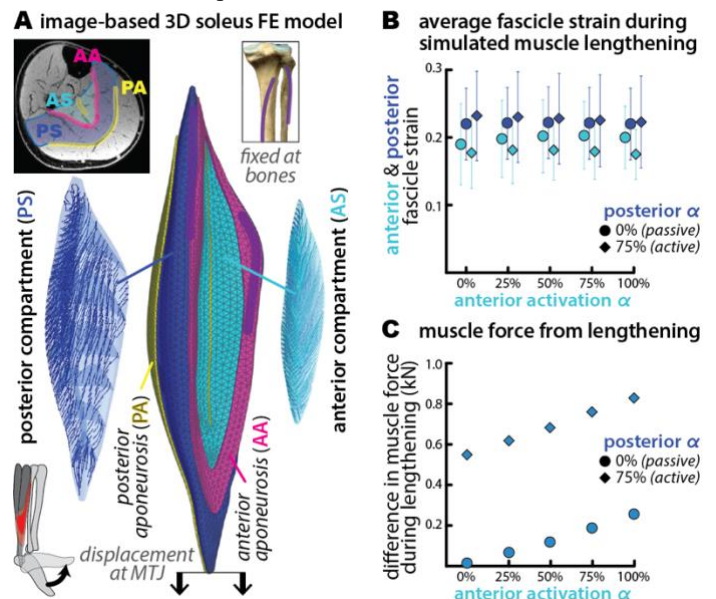 A image-based 3D soleus FE model
AA
PA
AS
PS
fixed at
bones
posterior compartment (PS)
anterior compartment (AS)
posterior
aponeurosis (PA)
anterior
aponeurosis (AA)
displacement
at MTJ
B average fascicle strain during
simulated muscle lengthening
anterior & posterior
fascicle strain
0.3
0.2
0.1
posterior α
0% (passive)
75% (active)
0% 25% 50% 75% 100%
anterior activation α
C muscle force from lengthening
difference in muscle force
during lengthening (kN)
1.0
0.8
0.6
0.4
0.2
posterior α
0% (passive)
75% (active)
0% 25% 50% 75% 100%
anterior activation α